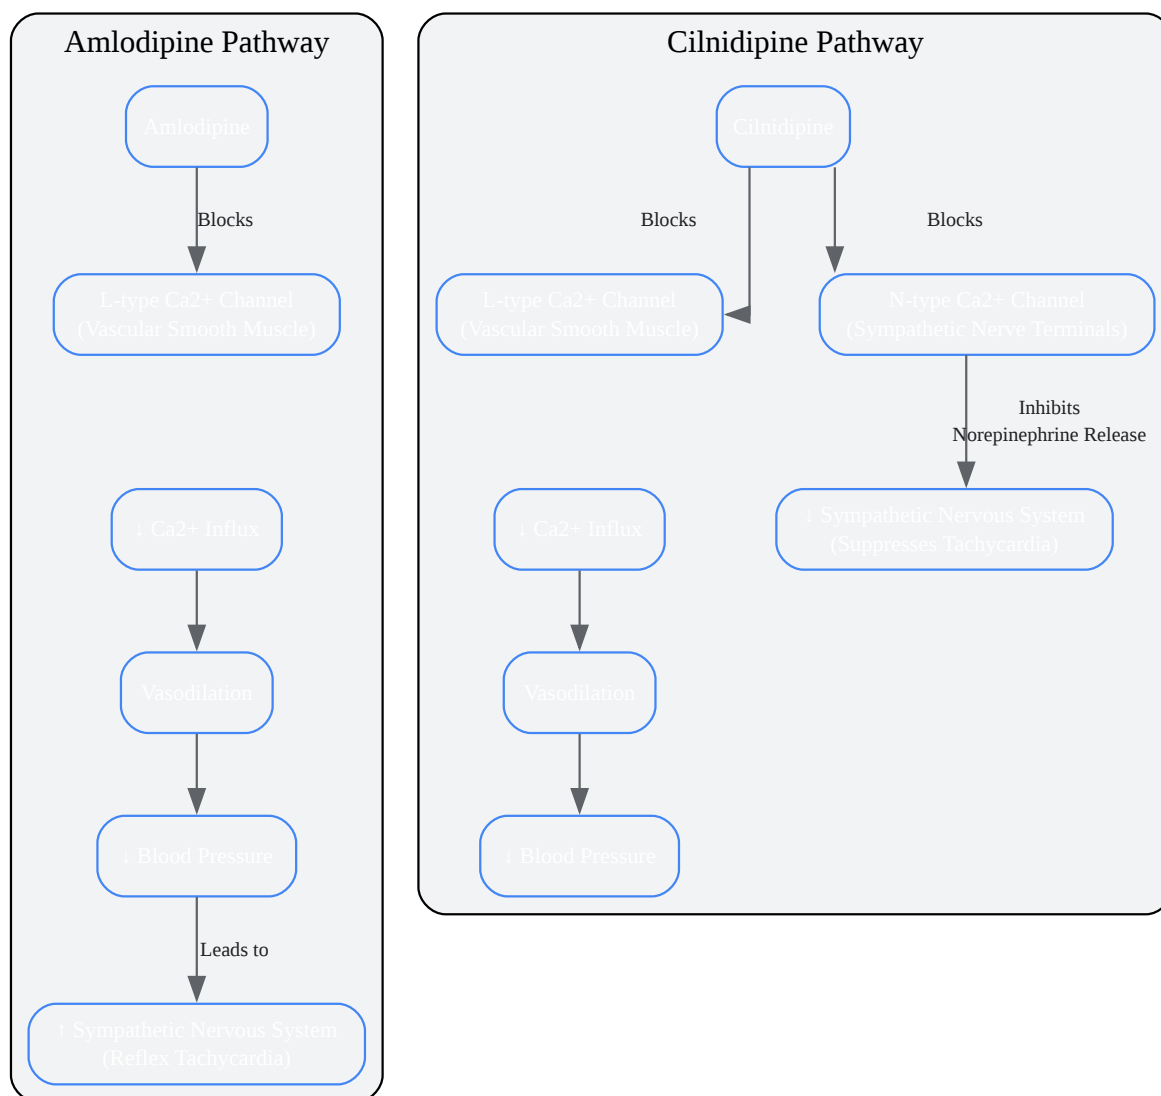 Amlodipine Pathway
Amlodipine
Blocks
L-type Ca2+ Channel
(Vascular Smooth Muscle)
↓ Ca2+ Influx
Vasodilation
↓ Blood Pressure
Leads to
↑ Sympathetic Nervous System
(Reflex Tachycardia)
Cilnidipine Pathway
Cilnidipine
Blocks
Blocks
L-type Ca2+ Channel
(Vascular Smooth Muscle)
N-type Ca2+ Channel
(Sympathetic Nerve Terminals)
Inhibits
Norepinephrine Release
↓ Ca2+ Influx
↓ Sympathetic Nervous System
(Suppresses Tachycardia)
Vasodilation
↓ Blood Pressure